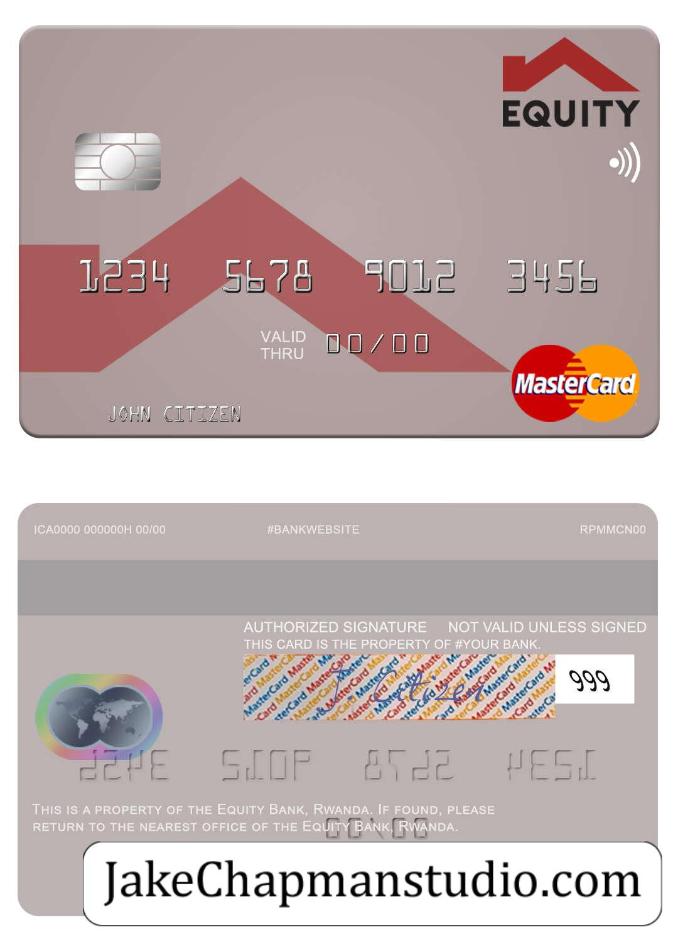 EQUITY
1234 5678 9012 3456
VALID
THRU 00/00
JOHN CITIZEN
MasterCard
ICA0000 000000H 00/00 #BANKWEBSITE RPMMCN00
AUTHORIZED SIGNATURE NOT VALID UNLESS SIGNED
THIS CARD IS THE PROPERTY OF #YOUR BANK.
Citizen
999
THIS IS A PROPERTY OF THE EQUITY BANK, RWANDA. IF FOUND, PLEASE
RETURN TO THE NEAREST OFFICE OF THE EQUITY BANK, RWANDA.
JakeChapmanstudio.com